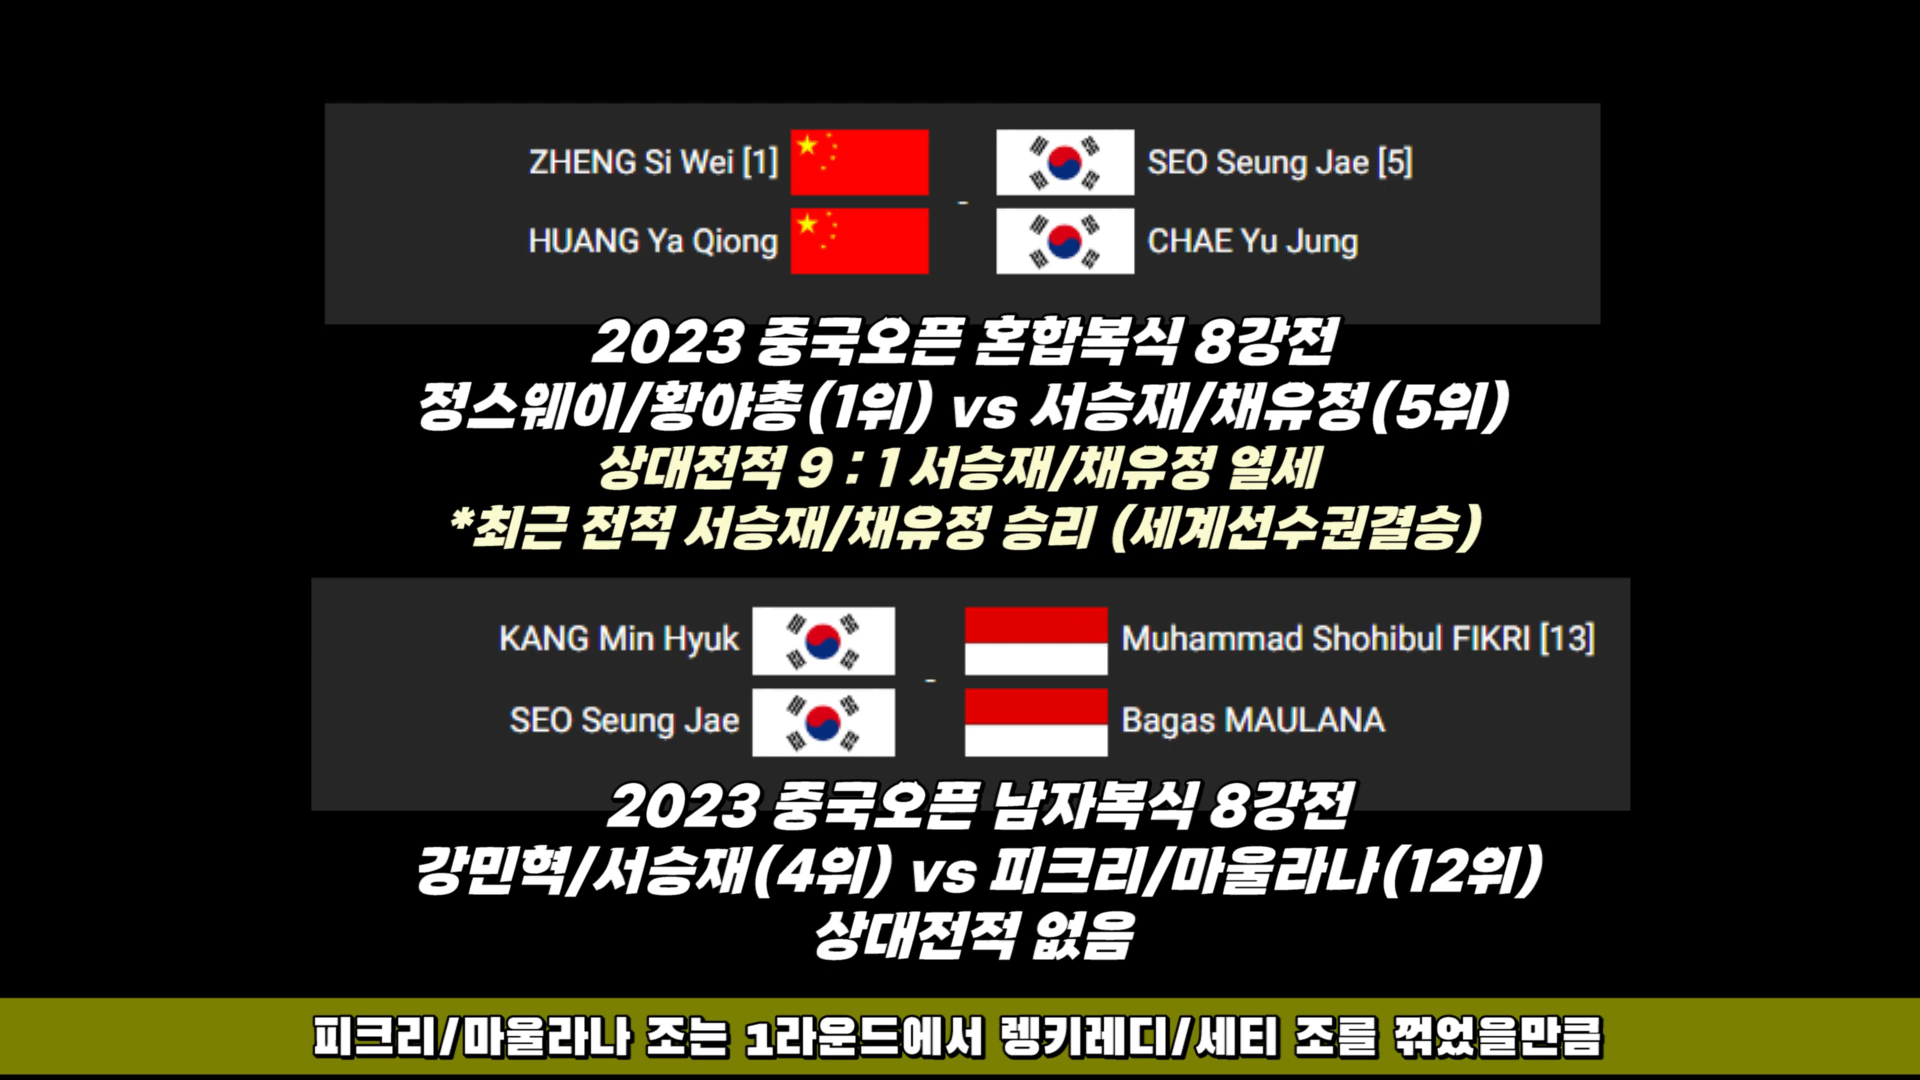 ZHENG Si Wei [1] - SEO Seung Jae [5]
HUANG Ya Qiong CHAE Yu Jung
2023 중국오픈 혼합복식 8강전
정스웨이/황야총(1위) vs 서승재/채유정(5위)
상대전적 9 : 1 서승재/채유정 열세
*최근 전적 서승재/채유정 승리 (세계선수권결승)
KANG Min Hyuk - Muhammad Shohibul FIKRI [13]
SEO Seung Jae Bagas MAULANA
2023 중국오픈 남자복식 8강전
강민혁/서승재(4위) vs 피크리/마울라나(12위)
상대전적 없음
피크리/마울라나 조는 1라운드에서 렝키레디/세티 조를 꺾었을만큼